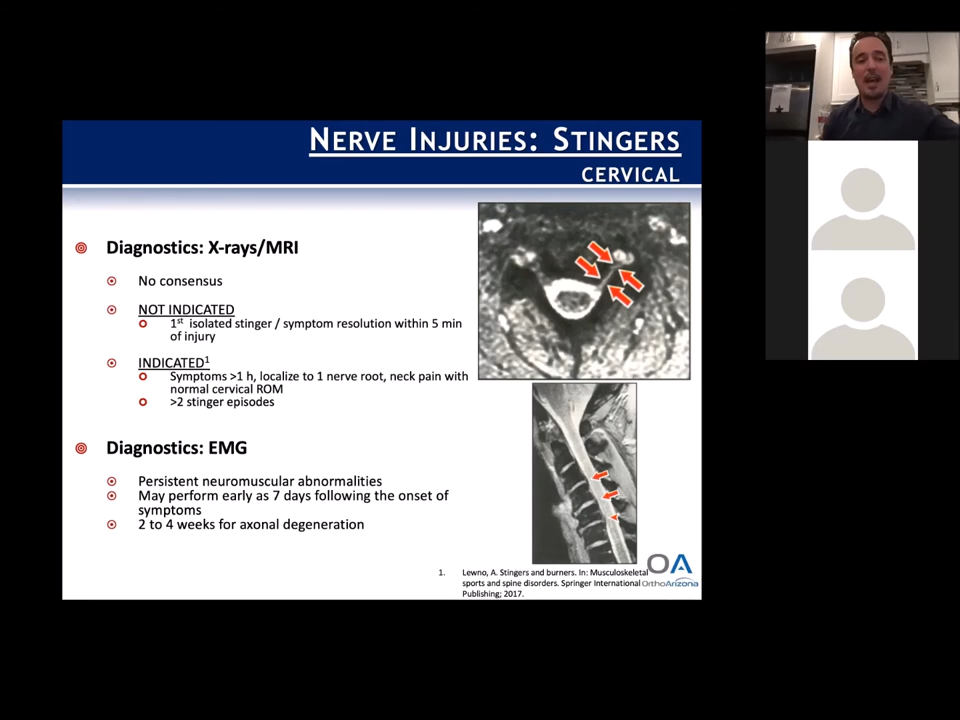 NERVE INJURIES: STINGERS
CERVICAL
Diagnostics: X-rays/MRI
No consensus
NOT INDICATED
1st isolated stinger / symptom resolution within 5 min
of injury
INDICATED1
Symptoms >1 h, localize to 1 nerve root, neck pain with
normal cervical ROM
>2 stinger episodes
Diagnostics: EMG
Persistent neuromuscular abnormalities
May perform early as 7 days following the onset of
symptoms
2 to 4 weeks for axonal degeneration
1. Lewno, A. Stingers and burners. In: Musculoskeletal
sports and spine disorders. Springer International
Publishing; 2017.
OA
OrthoArizona